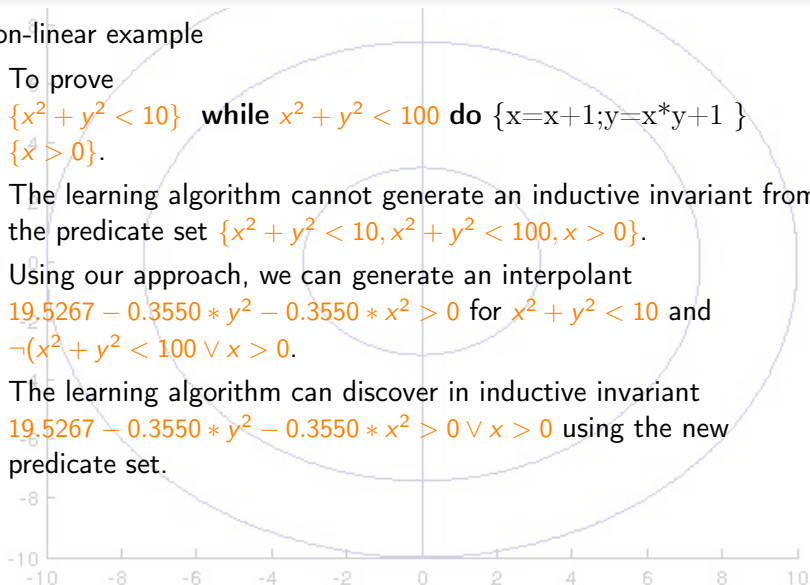 on-linear example
To prove
{x² + y² < 10} while x² + y² < 100 do {x=x+1;y=x*y+1 }
{x > 0}.
The learning algorithm cannot generate an inductive invariant from
the predicate set {x² + y² < 10, x² + y² < 100, x > 0}.
Using our approach, we can generate an interpolant
19.5267 − 0.3550 ∗ y² − 0.3550 ∗ x² > 0 for x² + y² < 10 and
¬(x² + y² < 100 ∨ x > 0.
The learning algorithm can discover in inductive invariant
19.5267 − 0.3550 ∗ y² − 0.3550 ∗ x² > 0 ∨ x > 0 using the new
predicate set.
-8
-10
-10 -8 -6 -4 -2 0 2 4 6 8 10